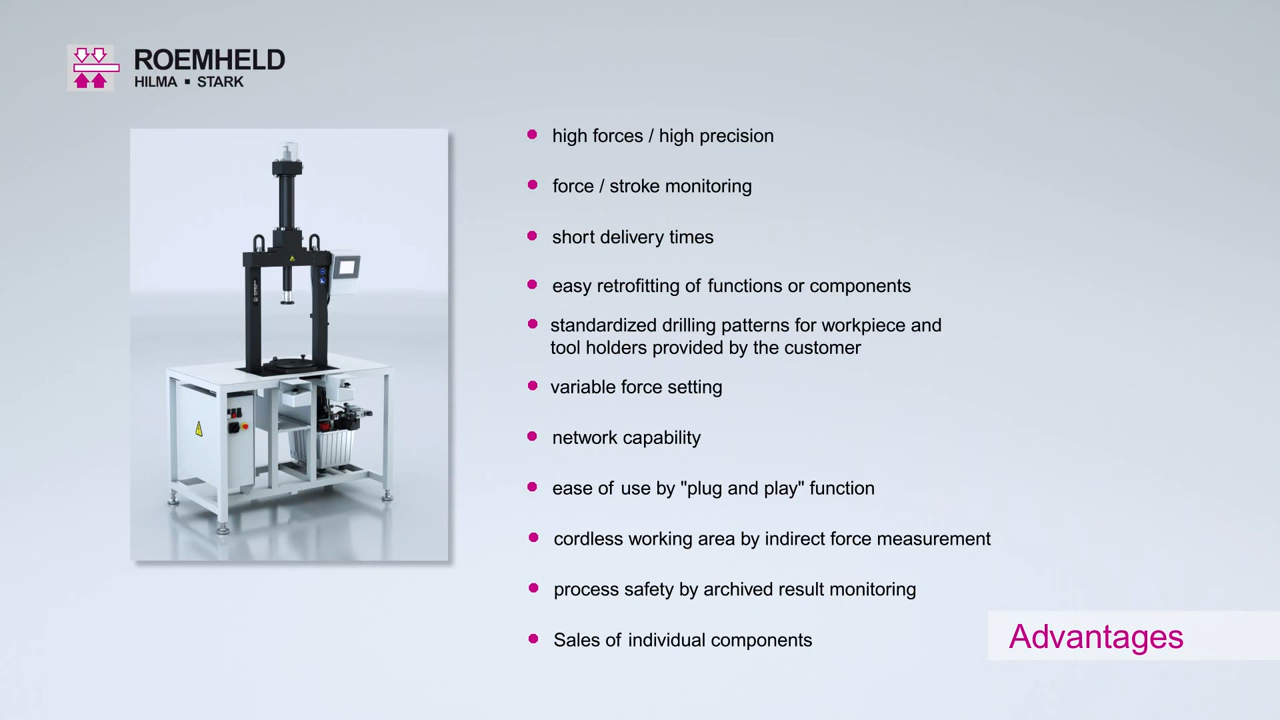 ROEMHELD
HILMA ▪ STARK
high forces / high precision
force / stroke monitoring
short delivery times
easy retrofitting of functions or components
standardized drilling patterns for workpiece and
tool holders provided by the customer
variable force setting
network capability
ease of use by "plug and play" function
cordless working area by indirect force measurement
process safety by archived result monitoring
Sales of individual components
Advantages